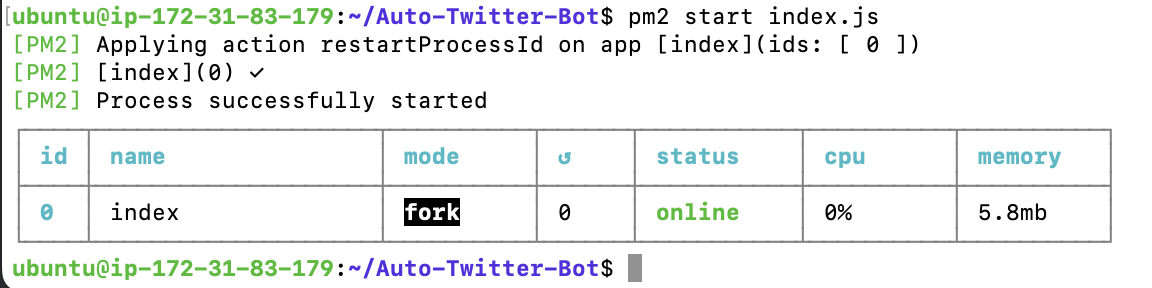 ubuntu@ip-172-31-83-179:~/Auto-Twitter-Bot$ pm2 start index.js
[PM2] Applying action restartProcessId on app [index](ids: [ 0 ])
[PM2] [index](0) ✓
[PM2] Process successfully started
id name mode ↺ status cpu memory
0 index fork 0 online 0% 5.8mb
ubuntu@ip-172-31-83-179:~/Auto-Twitter-Bot$